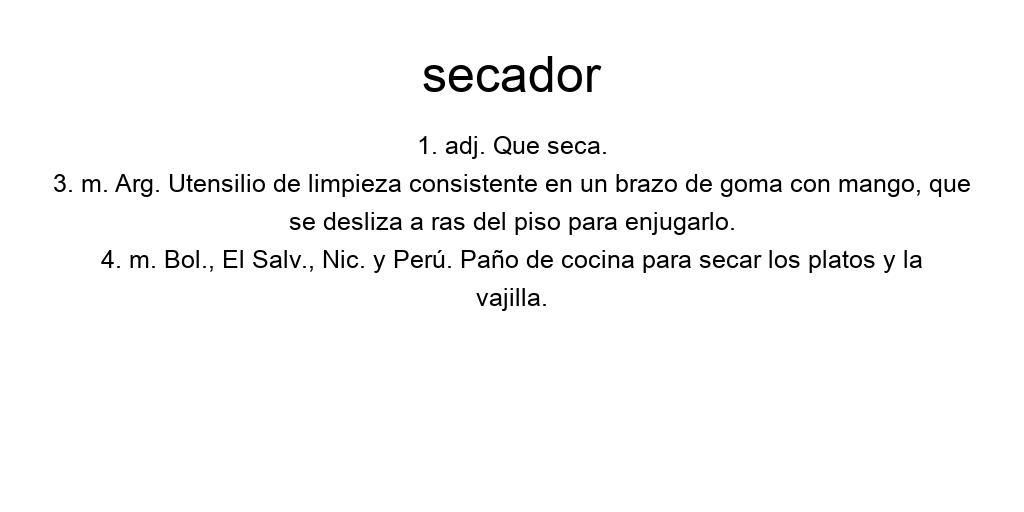 secador
1. adj. Que seca.
3. m. Arg. Utensilio de limpieza consistente en un brazo de goma con mango, que
se desliza a ras del piso para enjugarlo.
4. m. Bol., El Salv., Nic. y Perú. Paño de cocina para secar los platos y la
vajilla.